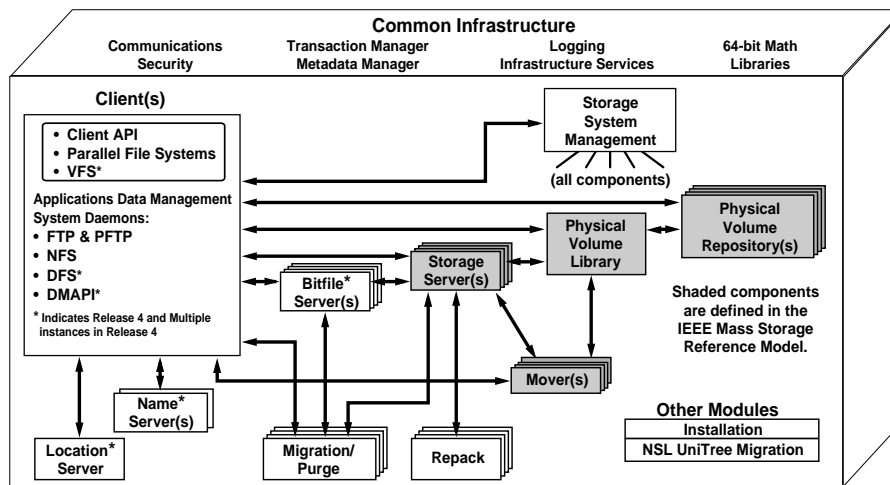 Common Infrastructure
Communications
Security
Transaction Manager
Metadata Manager
Logging
Infrastructure Services
64-bit Math
Libraries
Client(s)
• Client API
• Parallel File Systems
• VFS*
Applications Data Management
System Daemons:
• FTP & PFTP
• NFS
• DFS*
• DMAPI*
* Indicates Release 4 and Multiple
instances in Release 4
Storage
System
Management
(all components)
Physical
Volume
Repository(s)
Physical
Volume
Library
Storage
Server(s)
Bitfile*
Server(s)
Shaded components
are defined in the
IEEE Mass Storage
Reference Model.
Mover(s)
Name*
Server(s)
Location*
Server
Migration/
Purge
Repack
Other Modules
Installation
NSL UniTree Migration